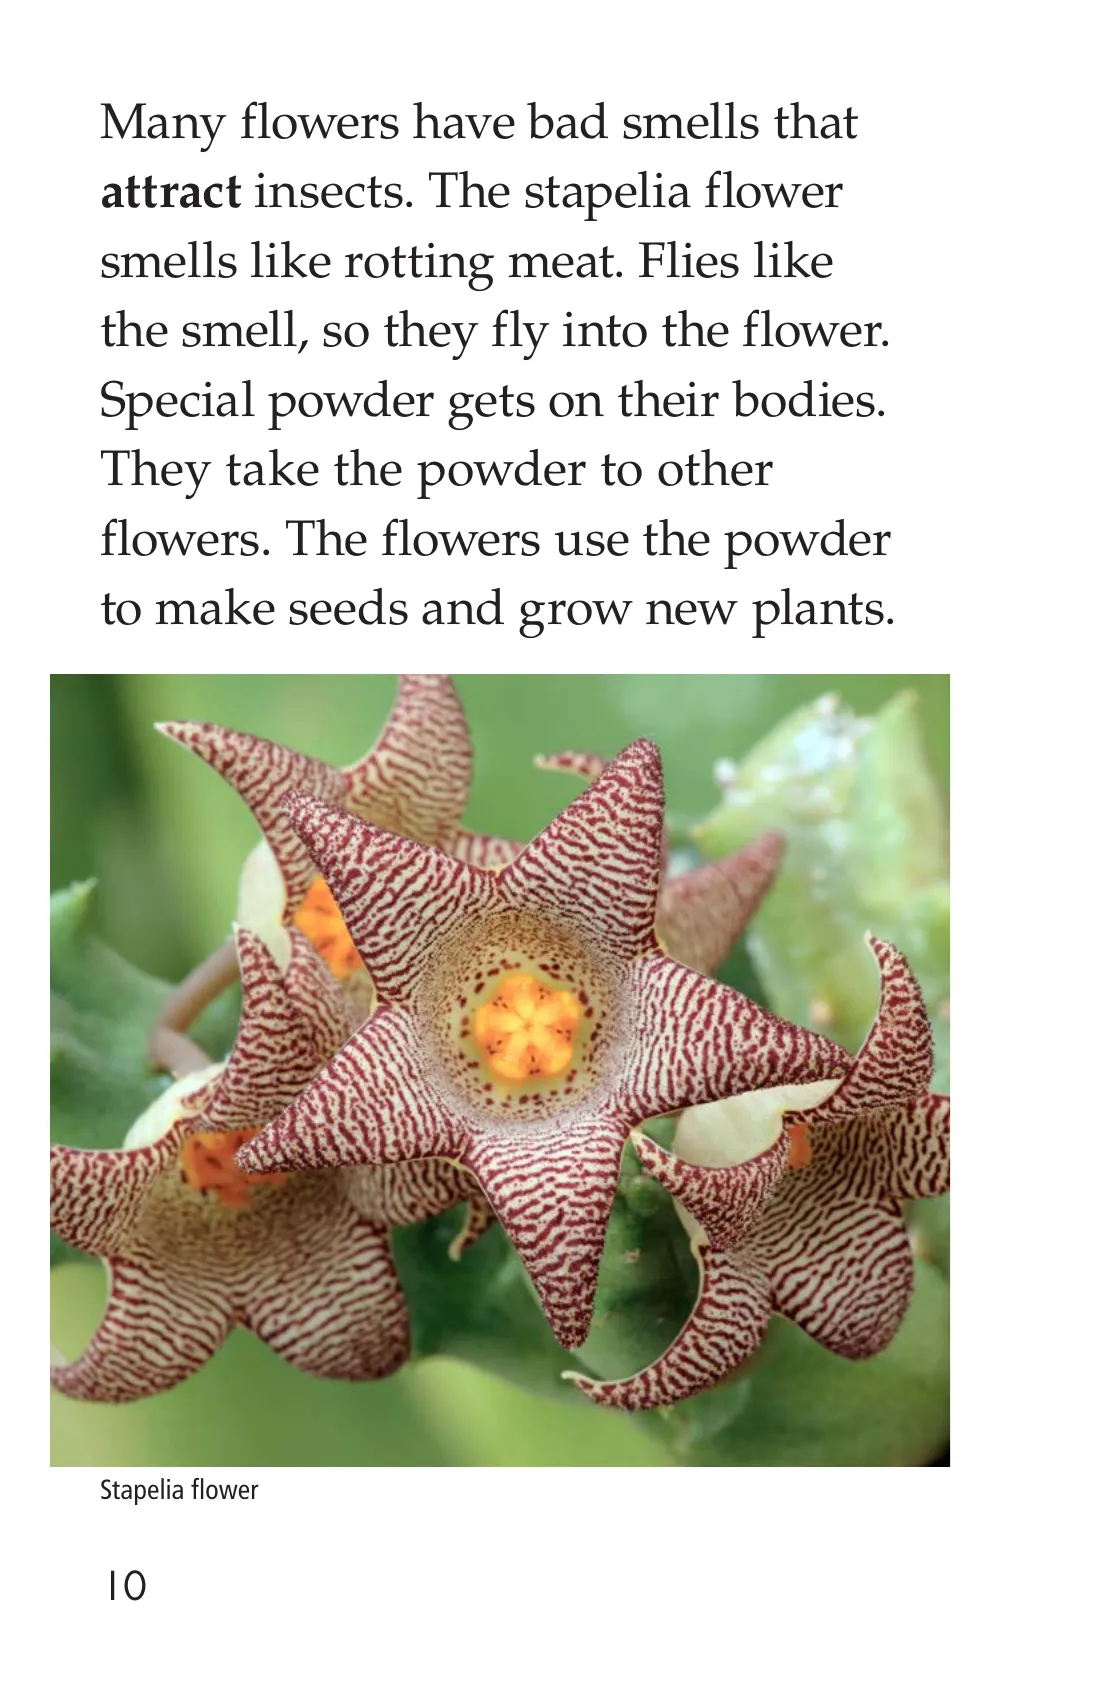 Many flowers have bad smells that
attract insects. The stapelia flower
smells like rotting meat. Flies like
the smell, so they fly into the flower.
Special powder gets on their bodies.
They take the powder to other
flowers. The flowers use the powder
to make seeds and grow new plants.
Stapelia flower
10